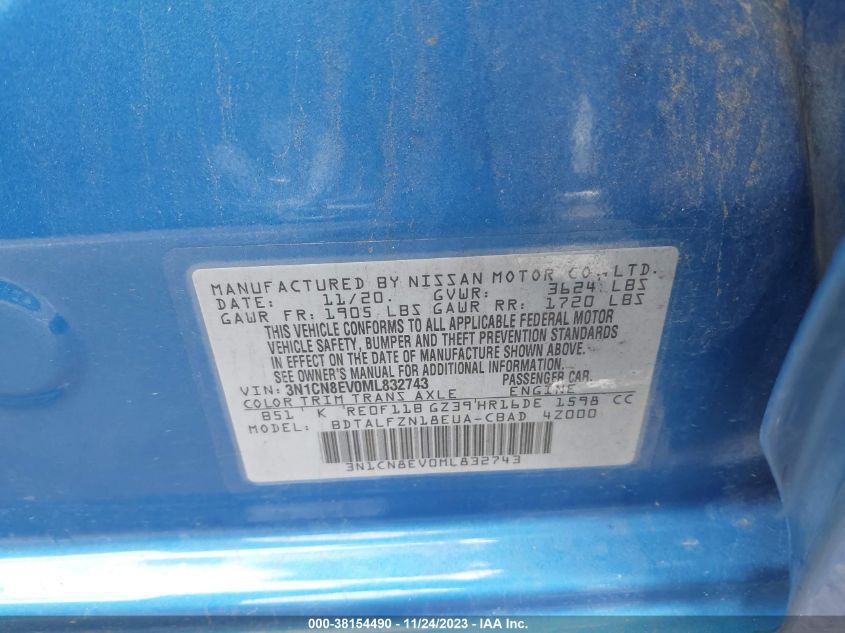 MANUFACTURED BY NISSAN MOTOR CO.,LTD.
DATE: 11/20. GVWR: 3624 LBS
GAWR FR: 1905 LBS GAWR RR: 1720 LBS
THIS VEHICLE CONFORMS TO ALL APPLICABLE FEDERAL MOTOR
VEHICLE SAFETY, BUMPER AND THEFT PREVENTION STANDARDS
IN EFFECT ON THE DATE OF MANUFACTURE SHOWN ABOVE.
SEE OWNERS MANUAL FOR ADDITIONAL INFORMATION.
VIN: 3N1CN8EV0ML832743 PASSENGER CAR
COLOR TRIM TRANS AXLE ENGINE
B51 K RE0F11B GZ39 HR16DE 1598 CC
MODEL: BDTALFZN18EUA-CBAD 4Z000
3N1CN8EV0ML832743
000-38154490 - 11/24/2023 - IAAI.COM